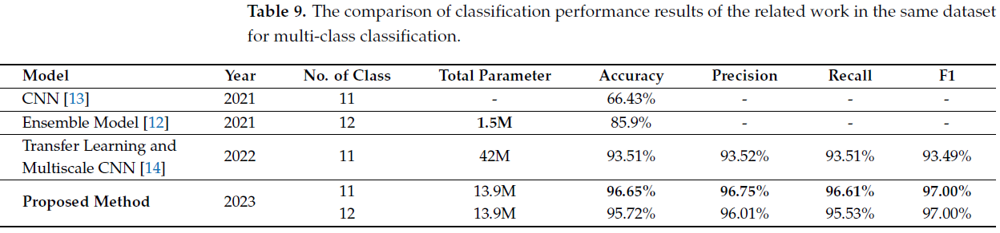 Table 9. The comparison of classification performance results of the related work in the same dataset
for multi-class classification.
Model Year No. of Class Total Parameter Accuracy Precision Recall F1
CNN [13] 2021 11 - 66.43% - - -
Ensemble Model [12] 2021 12 1.5M 85.9% - - -
Transfer Learning and
Multiscale CNN [14] 2022 11 42M 93.51% 93.52% 93.51% 93.49%
Proposed Method 2023 11 13.9M 96.65% 96.75% 96.61% 97.00%
12 13.9M 95.72% 96.01% 95.53% 97.00%